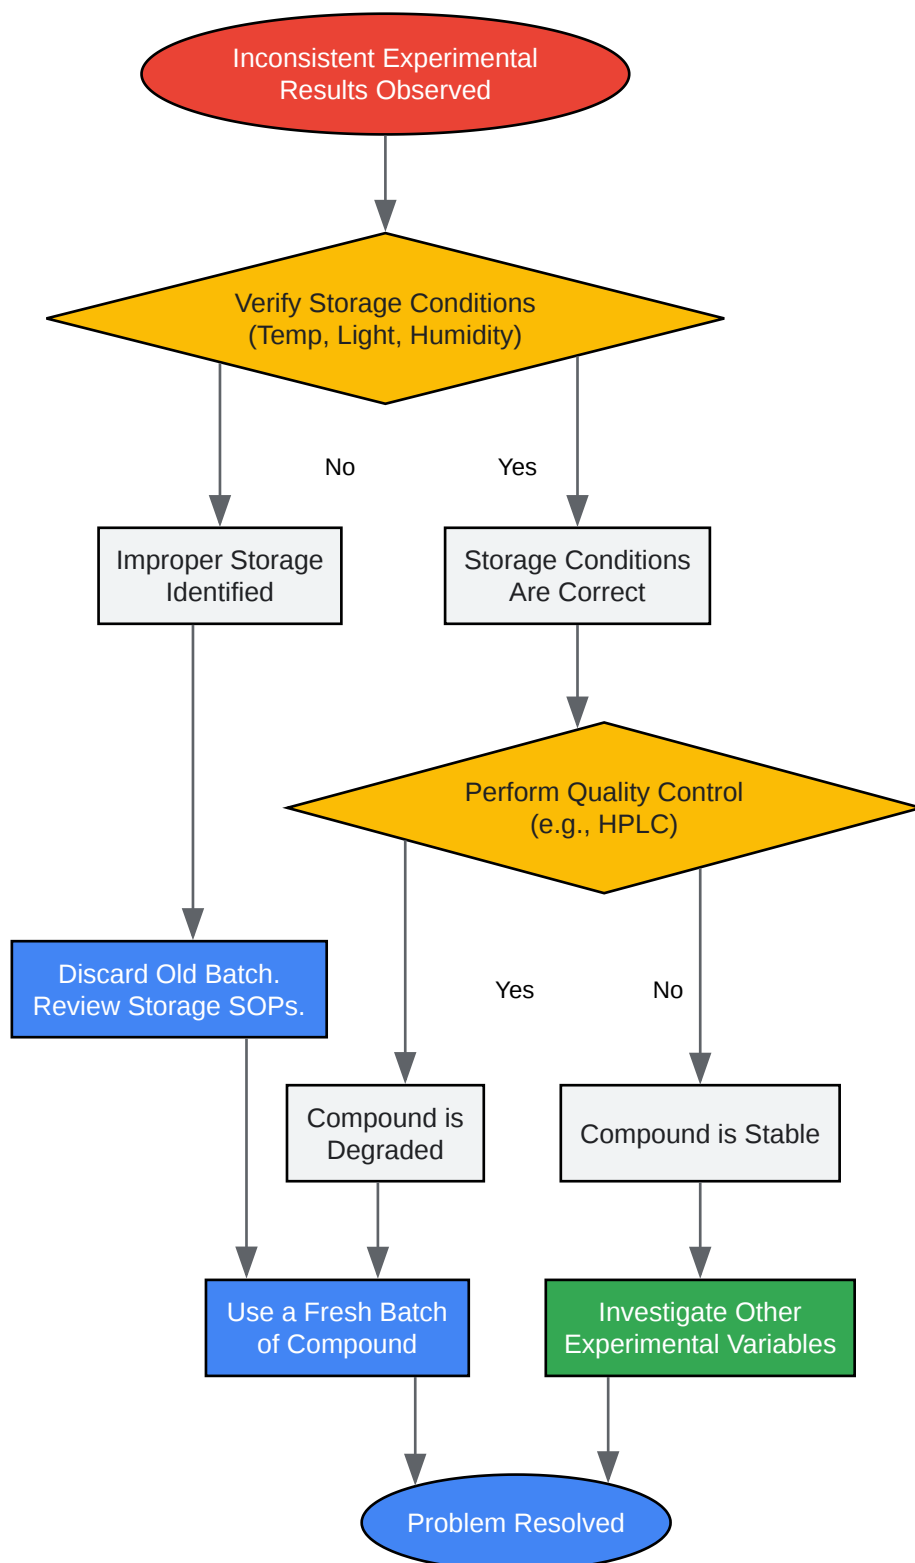 Inconsistent Experimental
Results Observed
Verify Storage Conditions
(Temp, Light, Humidity)
No
Yes
Improper Storage
Identified
Storage Conditions
Are Correct
Perform Quality Control
(e.g., HPLC)
Discard Old Batch.
Review Storage SOPs.
Yes
No
Compound is
Degraded
Compound is Stable
Use a Fresh Batch
of Compound
Investigate Other
Experimental Variables
Problem Resolved